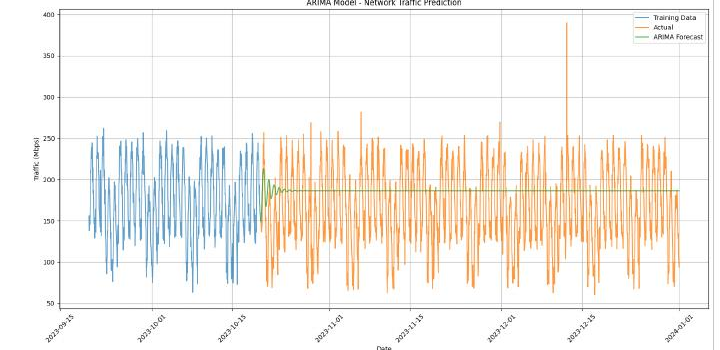 ARIMA Model - Network Traffic Prediction
400
Training Data
Actual
ARIMA Forecast
350
300
250
200
150
100
50
Traffic (Mbps)
2023-09-15
2023-10-01
2023-10-15
2023-11-01
2023-11-15
2023-12-01
2023-12-15
2024-01-01
Date